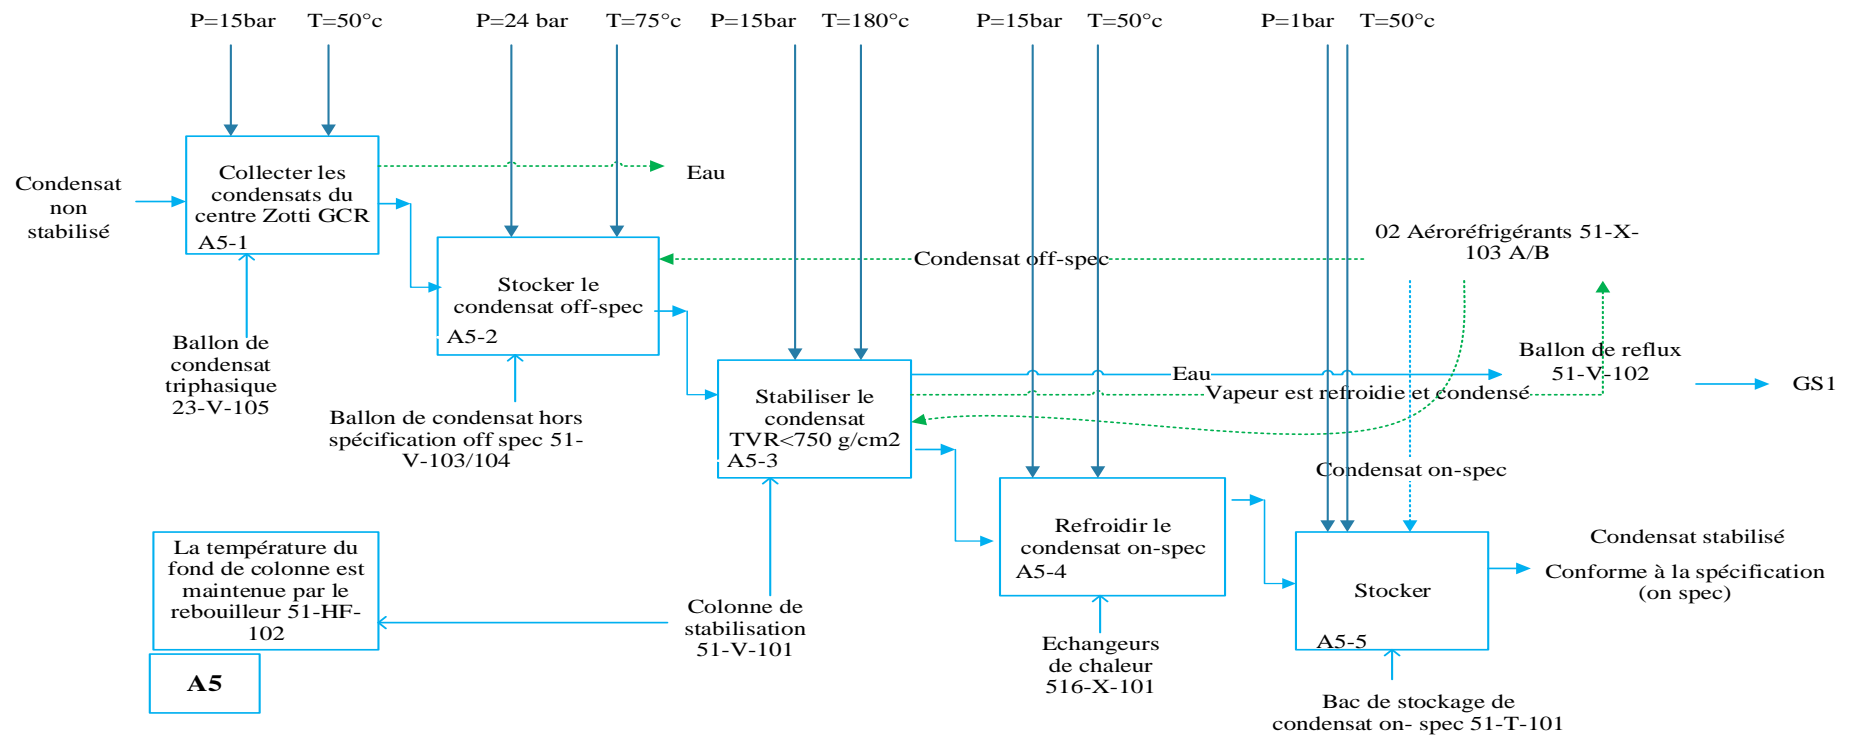 P=15bar T=50°c P=24 bar T=75°c P=15bar T=180°c P=15bar T=50°c P=1bar T=50°c
Condensat
non
stabilisé
Collecter les
condensats du
centre Zotti GCR
A5-1
Eau
Ballon de
condensat
triphasique
23-V-105
Stocker le
condensat off-spec
A5-2
Condensat off-spec
02 Aéroréfrigérants 51-X-
103 A/B
Ballon de condensat hors
spécification off spec 51-
V-103/104
Stabiliser le
condensat
TVR<750 g/cm2
A5-3
Eau
Vapeur est refroidie et condensé
Ballon de reflux
51-V-102
GS1
Condensat on-spec
Refroidir le
condensat on-spec
A5-4
Stocker
A5-5
Condensat stabilisé
Conforme à la spécification
(on spec)
La température du
fond de colonne est
maintenue par le
rebouilleur 51-HF-
102
Colonne de
stabilisation
51-V-101
Echangeurs
de chaleur
516-X-101
Bac de stockage de
condensat on- spec 51-T-101
A5